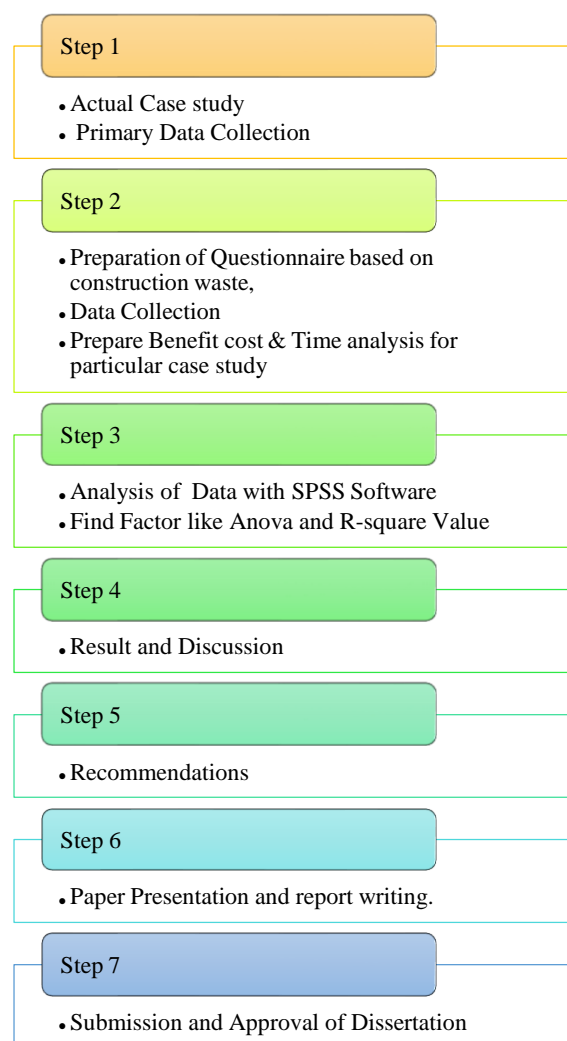 Step 1
• Actual Case study
• Primary Data Collection
Step 2
• Preparation of Questionnaire based on
construction waste,
• Data Collection
• Prepare Benefit cost & Time analysis for
particular case study
Step 3
• Analysis of Data with SPSS Software
• Find Factor like Anova and R-square Value
Step 4
• Result and Discussion
Step 5
• Recommendations
Step 6
• Paper Presentation and report writing.
Step 7
• Submission and Approval of Dissertation